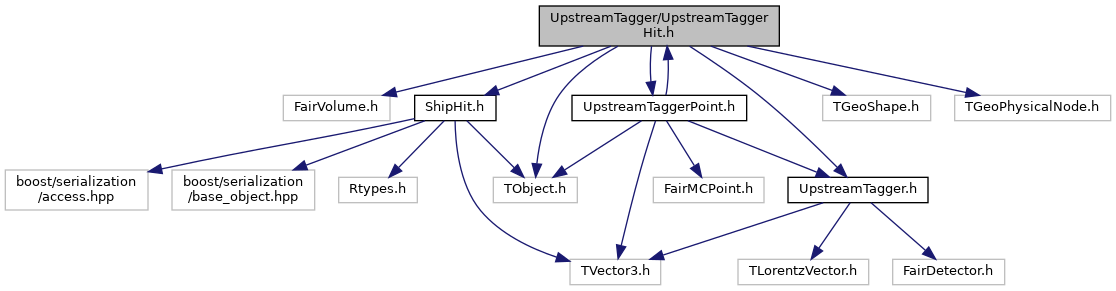 UpstreamTagger/UpstreamTagger
Hit.h
FairVolume.h
ShipHit.h
UpstreamTaggerPoint.h
TGeoShape.h
TGeoPhysicalNode.h
boost/serialization
/access.hpp
boost/serialization
/base_object.hpp
Rtypes.h
TObject.h
FairMCPoint.h
UpstreamTagger.h
TVector3.h
TLorentzVector.h
FairDetector.h